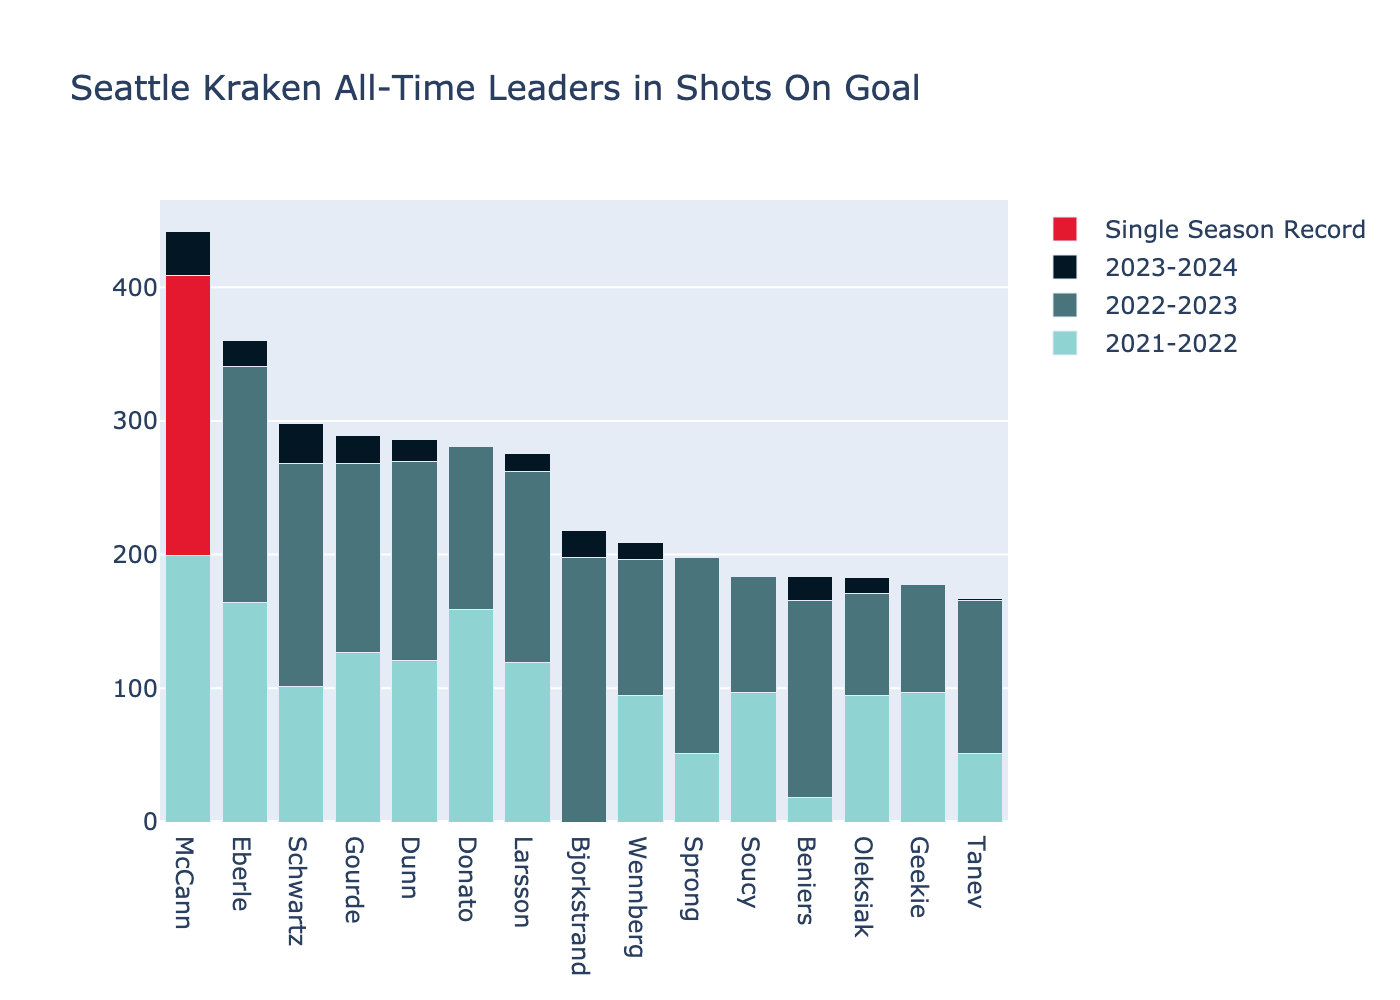 Seattle Kraken All-Time Leaders in Shots On Goal
Single Season Record
2023-2024
2022-2023
2021-2022
400
300
200
100
0
McCann
Eberle
Schwartz
Gourde
Dunn
Donato
Larsson
Bjorkstrand
Wennberg
Sprong
Soucy
Beniers
Oleksiak
Geekie
Tanev